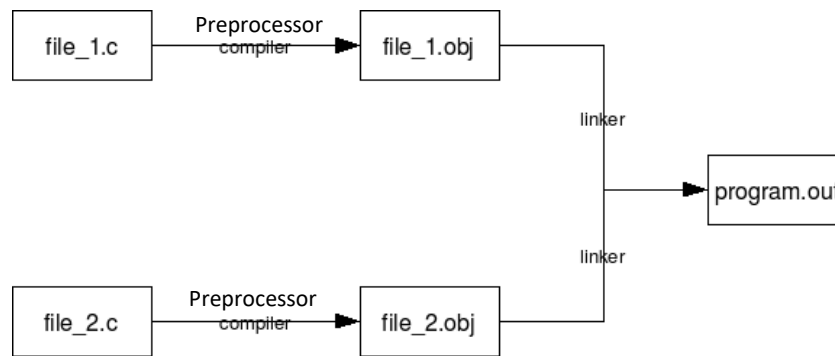 file_1.c
Preprocessor
compiler
file_1.obj
linker
program.out
linker
file_2.c
Preprocessor
compiler
file_2.obj